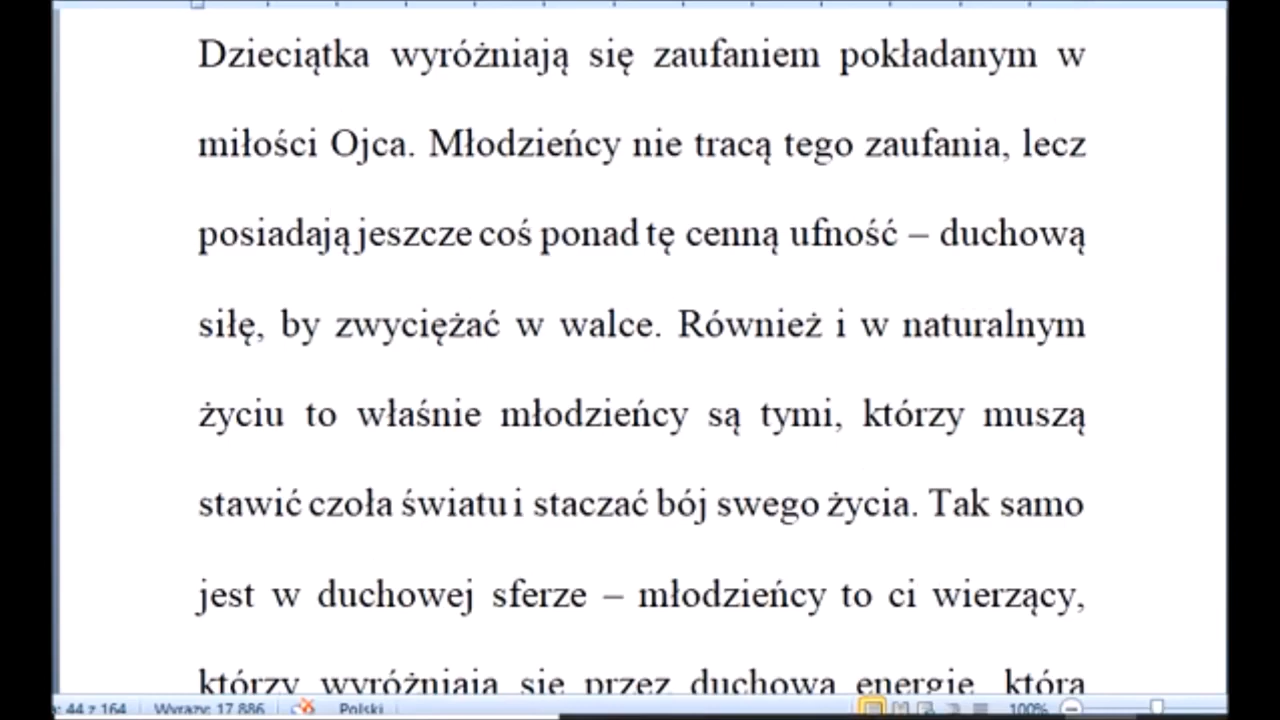 Dzieciątka wyróżniają się zaufaniem pokładanym w
miłości Ojca. Młodzieńcy nie tracą tego zaufania, lecz
posiadają jeszcze coś ponad tę cenną ufność – duchową
siłę, by zwyciężać w walce. Również i w naturalnym
życiu to właśnie młodzieńcy są tymi, którzy muszą
stawić czoła światu i staczać bój swego życia. Tak samo
jest w duchowej sferze – młodzieńcy to ci wierzący,
którzy wyróżniają się przez duchową energię, która
: 44 z 164 Wyrazy: 17 886 Polski 100%